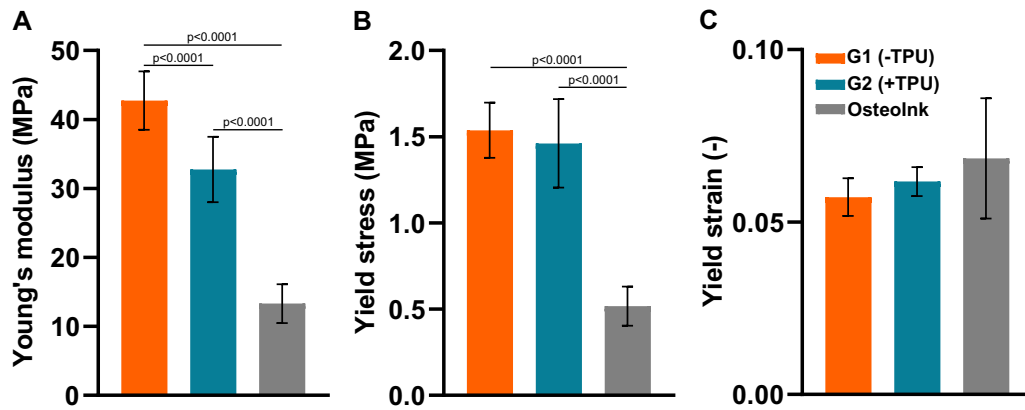 A
Young's modulus (MPa)
50
40
30
20
10
0
p<0.0001
p<0.0001
p<0.0001
B
Yield stress (MPa)
2.0
1.5
1.0
0.5
0.0
p<0.0001
p<0.0001
C
Yield strain (-)
0.10
0.05
0.00
G1 (-TPU)
G2 (+TPU)
OsteoInk